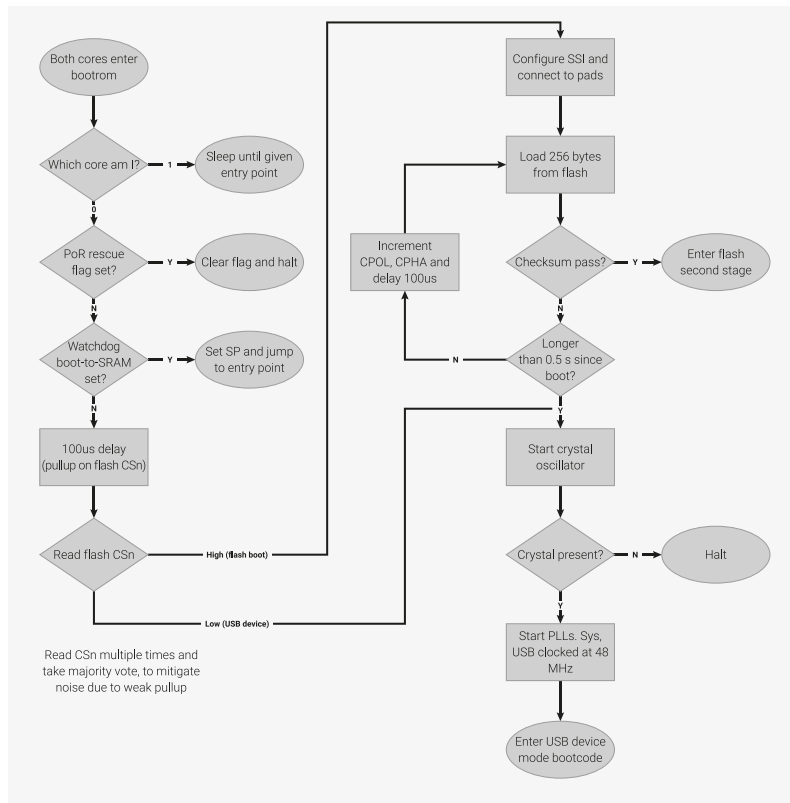 Both cores enter
bootrom
Which core am I?
1
Sleep until given
entry point
0
PoR rescue
flag set?
Y
Clear flag and halt
N
Watchdog
boot-to-SRAM
set?
Y
Set SP and jump
to entry point
N
100us delay
(pullup on flash CSn)
Read flash CSn
High (flash boot)
Low (USB device)
Read CSn multiple times and
take majority vote, to mitigate
noise due to weak pullup
Configure SSI and
connect to pads
Load 256 bytes
from flash
Increment
CPOL, CPHA and
delay 100us
Checksum pass?
Y
Enter flash
second stage
N
Longer
than 0.5 s since
boot?
N
Y
Start crystal
oscillator
Crystal present?
N
Halt
Y
Start PLLs. Sys,
USB clocked at 48
MHz
Enter USB device
mode bootcode